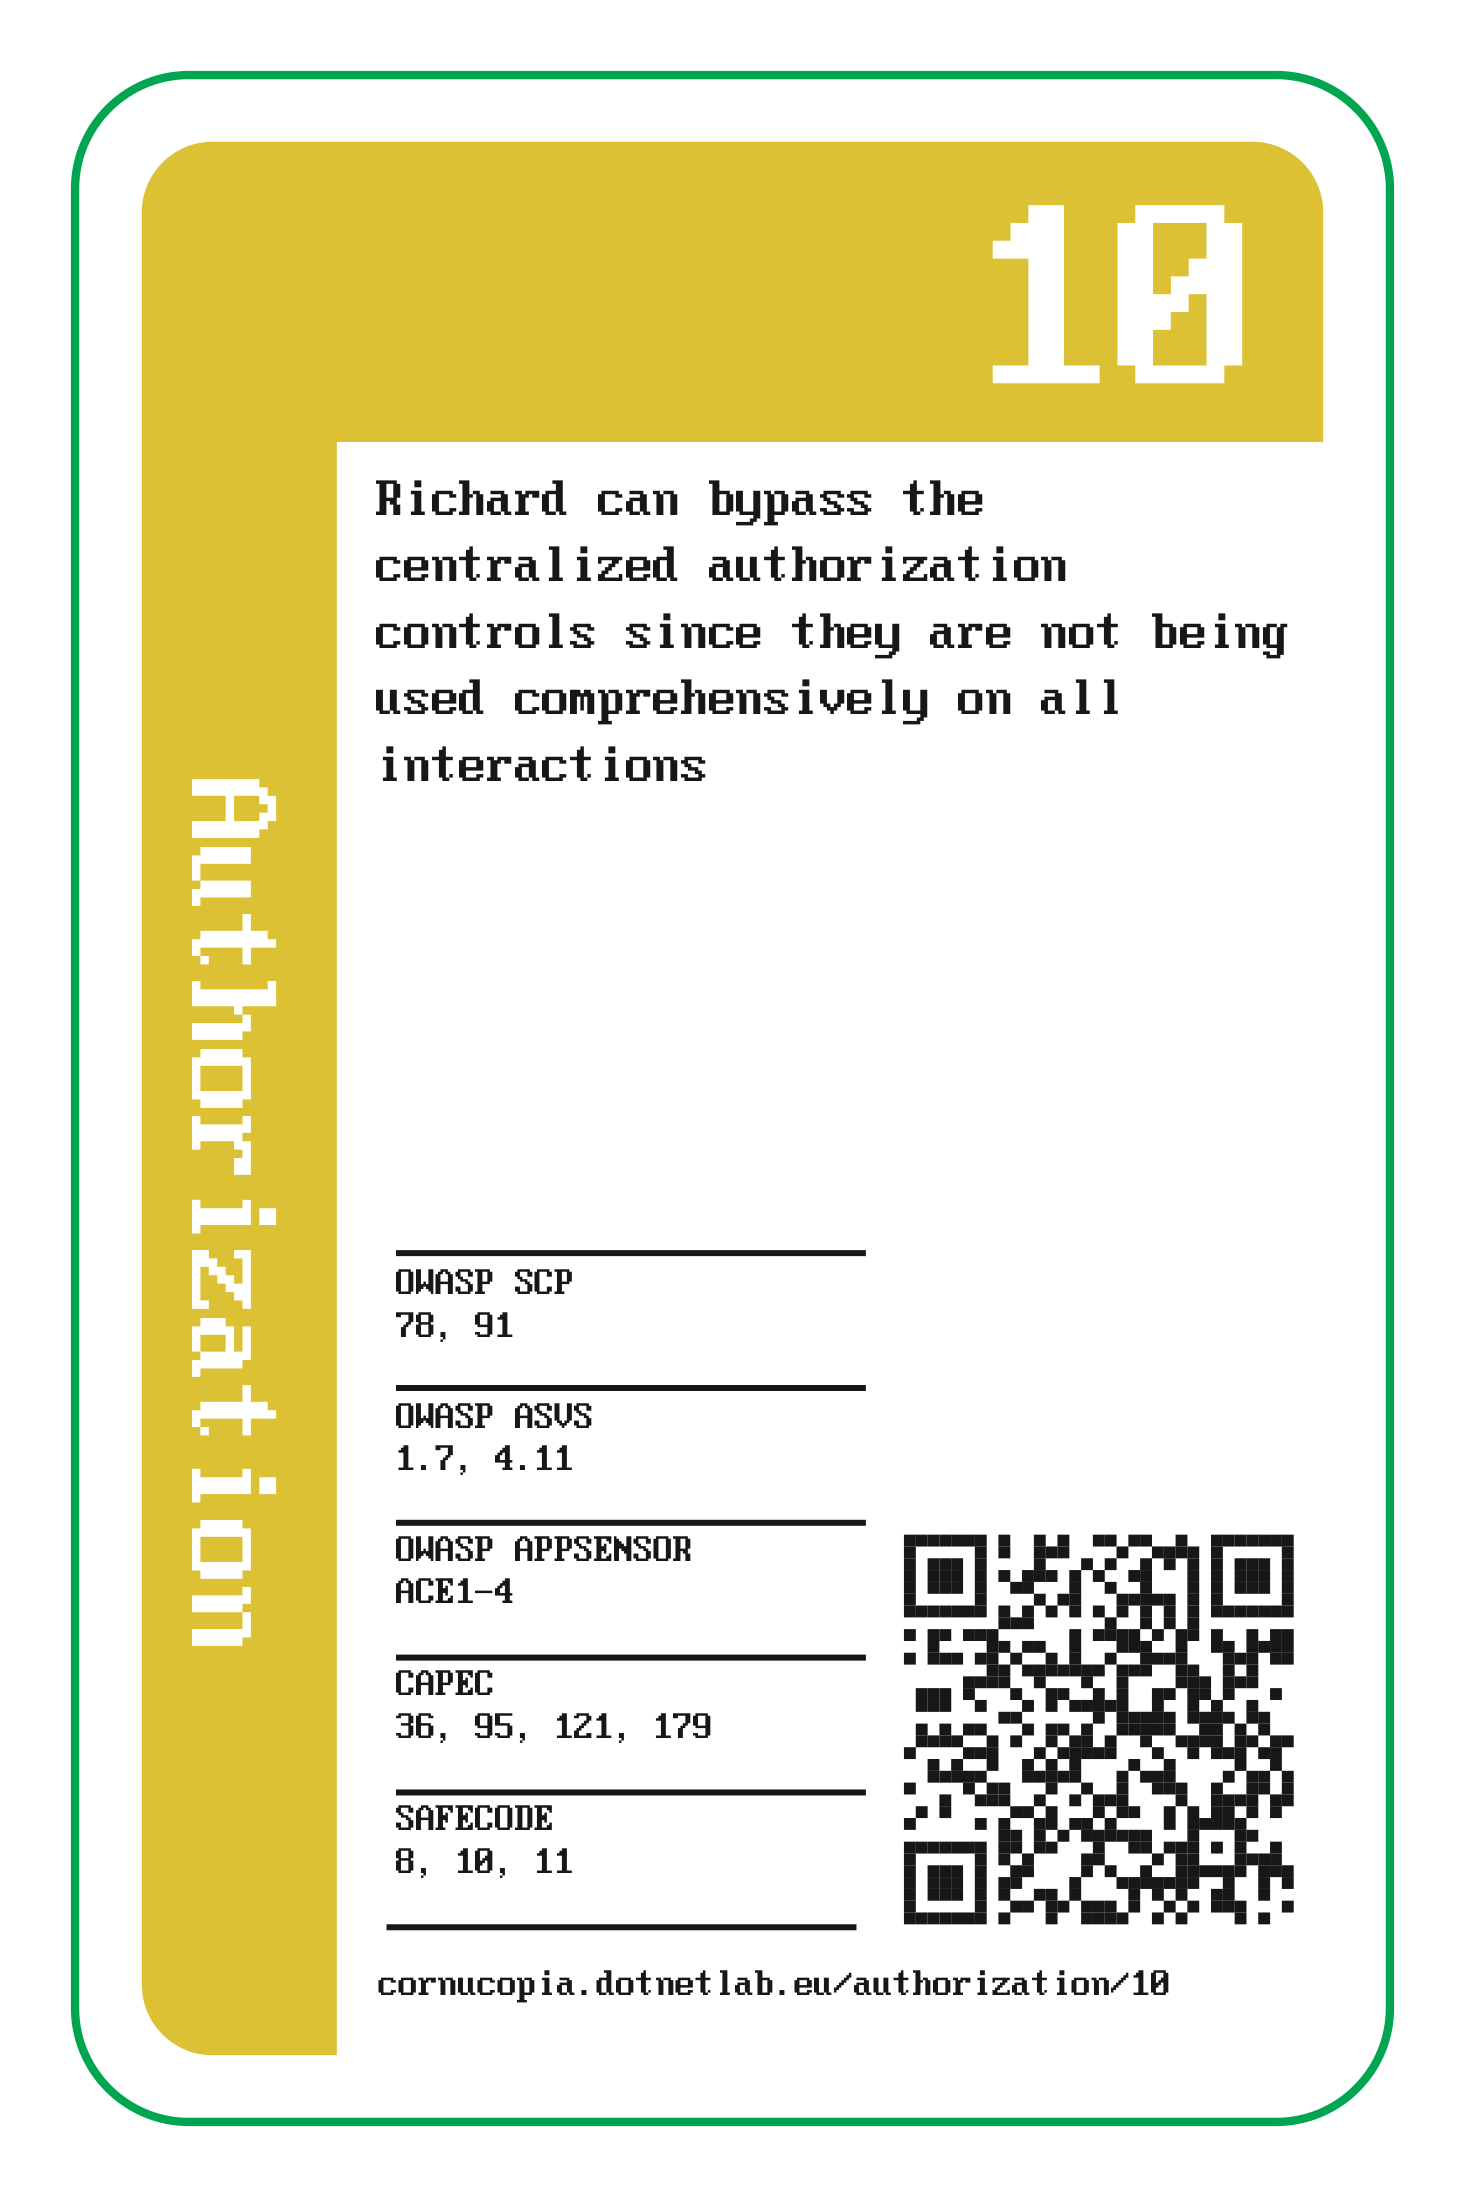 10
Authorization
Richard can bypass the
centralized authorization
controls since they are not being
used comprehensively on all
interactions
OWASP SCP
78, 91
OWASP ASVS
1.7, 4.11
OWASP APPSENSOR
ACE1-4
CAPEC
36, 95, 121, 179
SAFECODE
8, 10, 11
cornucopia.dotnetlab.eu/authorization/10